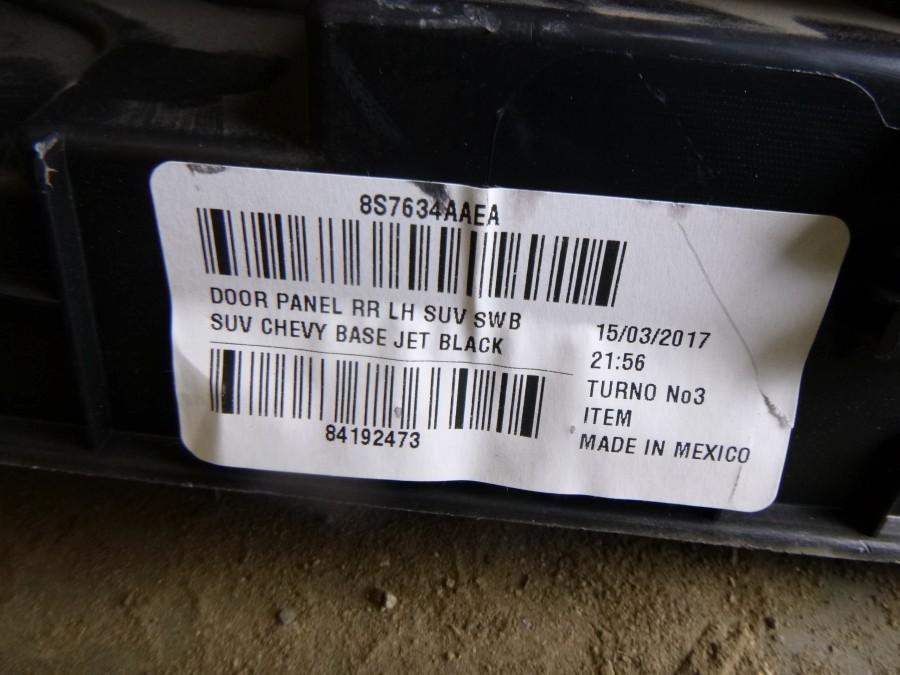 8S7634AAEA
DOOR PANEL RR LH SUV SWB
SUV CHEVY BASE JET BLACK
84192473
15/03/2017
21:56
TURNO No3
ITEM
MADE IN MEXICO